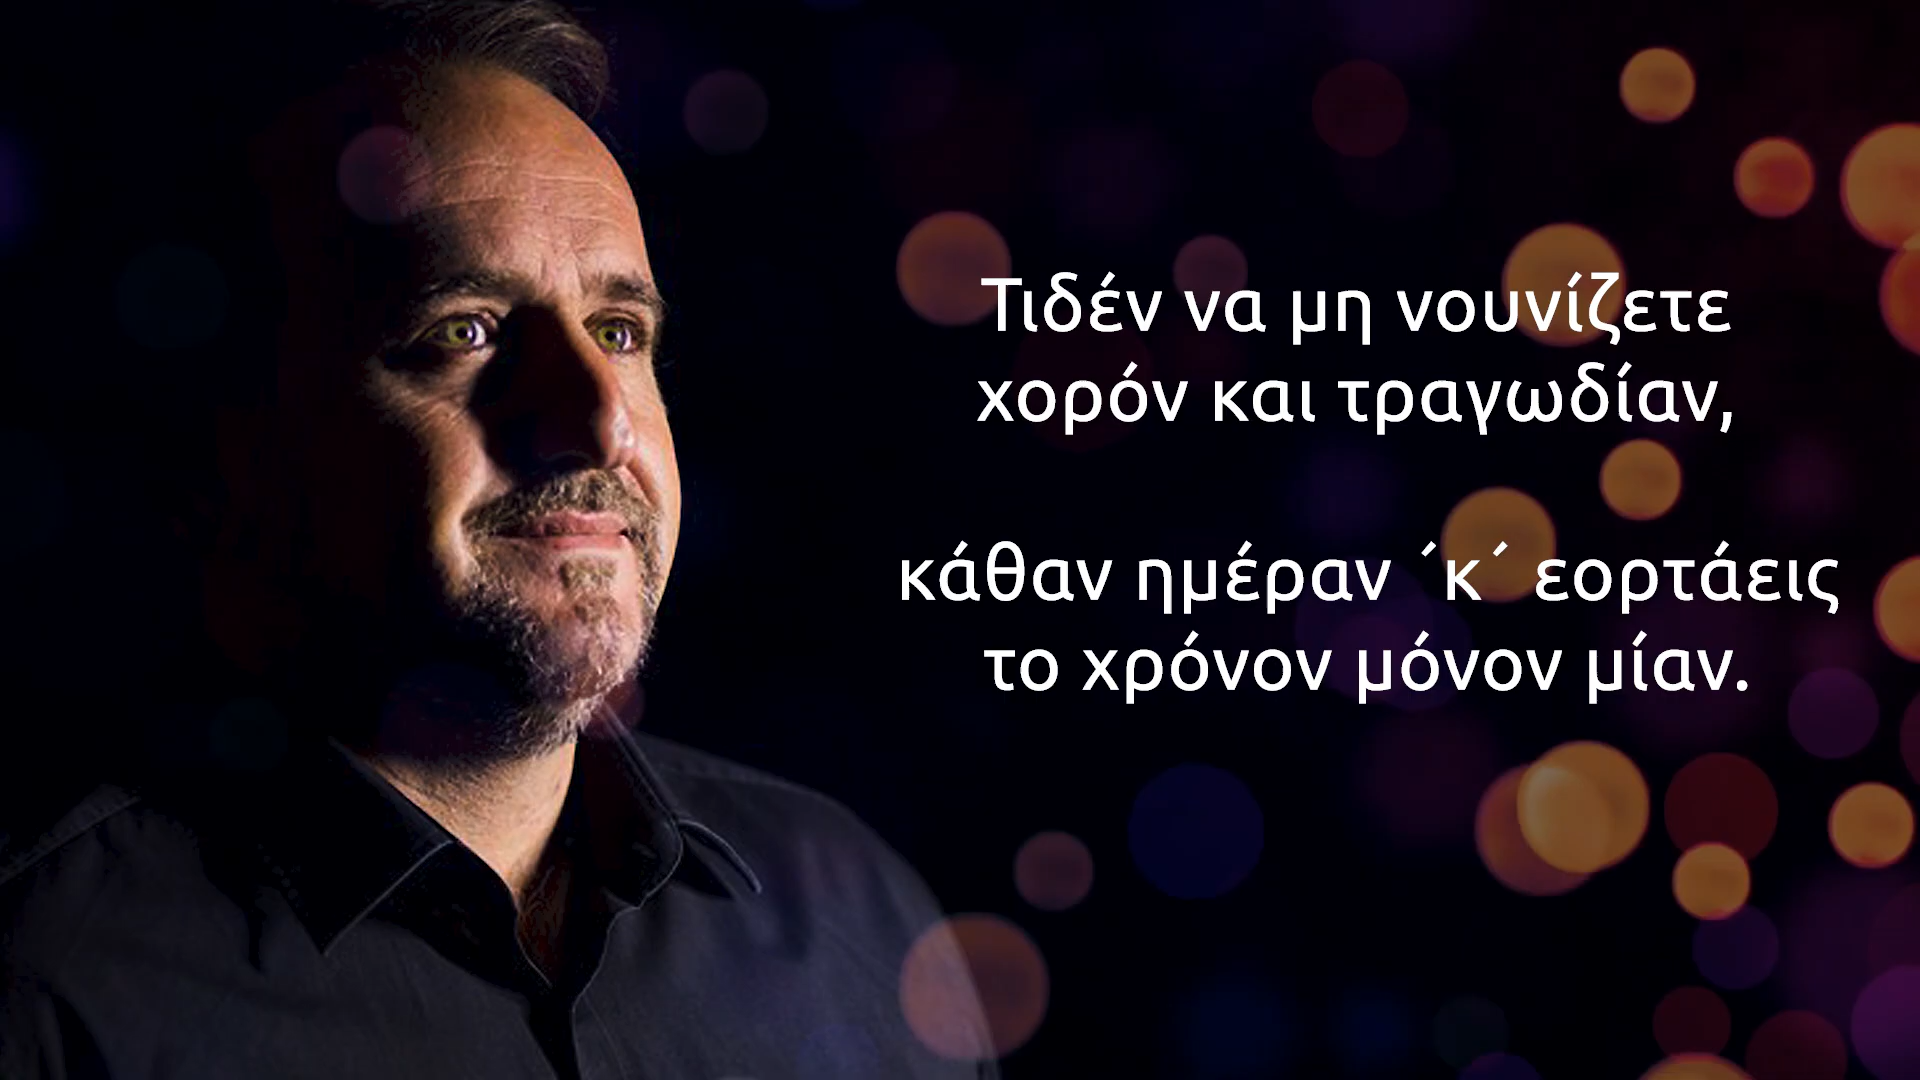 Τιδέν να μη νουνίζετε
χορόν και τραγωδίαν,
κάθαν ημέραν ΄κ΄ εορτάεις
το χρόνον μόνον μίαν.